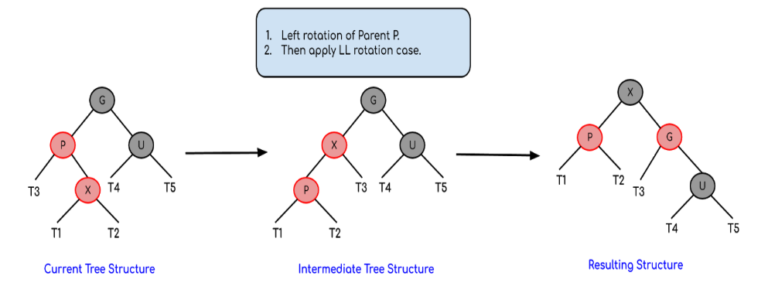 1. Left rotation of Parent P.
2. Then apply LL rotation case.
G
P
U
T3
X
T4
T5
T1
T2
Current Tree Structure
G
X
U
P
T3
T4
T5
T1
T2
Intermediate Tree Structure
X
P
G
T1
T2
T3
U
T4
T5
Resulting Structure